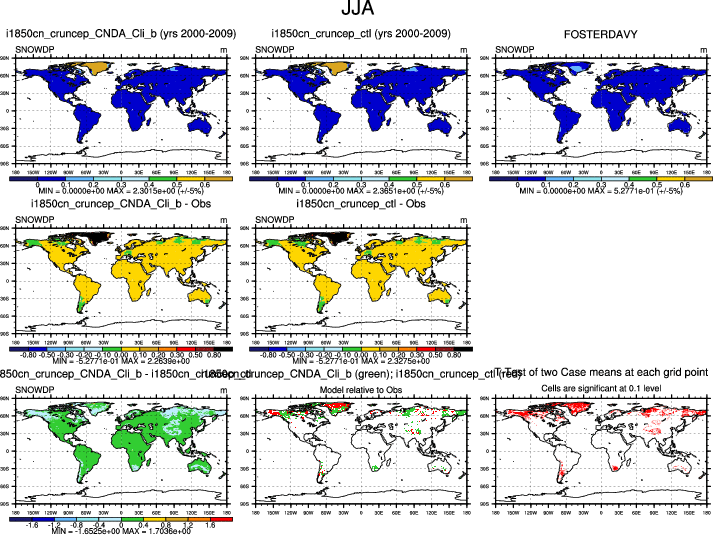 JJA
i1850cn_cruncep_CNDA_Cli_b (yrs 2000-2009)
i1850cn_cruncep_ctl (yrs 2000-2009)
FOSTERDAVY
SNOWDP m
SNOWDP m
SNOWDP m
90N
60N
30N
0
30S
60S
90S
180 150W 120W 90W 60W 30W 0 30E 60E 90E 120E 150E 180
90N
60N
30N
0
30S
60S
90S
180 150W 120W 90W 60W 30W 0 30E 60E 90E 120E 150E 180
90N
60N
30N
0
30S
60S
90S
180 150W 120W 90W 60W 30W 0 30E 60E 90E 120E 150E 180
0 0.1 0.2 0.3 0.4 0.5 0.6
MIN = 0.0000e+00 MAX = 2.3015e+00 (+/-5%)
0 0.1 0.2 0.3 0.4 0.5 0.6
MIN = 0.0000e+00 MAX = 2.3651e+00 (+/-5%)
0 0.1 0.2 0.3 0.4 0.5 0.6
MIN = 0.0000e+00 MAX = 5.2771e-01 (+/-5%)
i1850cn_cruncep_CNDA_Cli_b - Obs
i1850cn_cruncep_ctl - Obs
SNOWDP m
SNOWDP m
90N
60N
30N
0
30S
60S
90S
180 150W 120W 90W 60W 30W 0 30E 60E 90E 120E 150E 180
90N
60N
30N
0
30S
60S
90S
180 150W 120W 90W 60W 30W 0 30E 60E 90E 120E 150E 180
-0.80 -0.50 -0.30 -0.20 -0.10 0.00 0.10 0.20 0.30 0.50 0.80
MIN = -5.2771e-01 MAX = 2.2639e+00
-0.80 -0.50 -0.30 -0.20 -0.10 0.00 0.10 0.20 0.30 0.50 0.80
MIN = -5.2771e-01 MAX = 2.3275e+00
850cn_cruncep_CNDA_Cli_b - i1850cn_cruncep_ctl
cruncep_CNDA_Cli_b (green); i1850cn_cruncep_ctl (red)
T-Test of two Case means at each grid point
SNOWDP m
Model relative to Obs
Cells are significant at 0.1 level
90N
60N
30N
0
30S
60S
90S
180 150W 120W 90W 60W 30W 0 30E 60E 90E 120E 150E 180
90N
60N
30N
0
30S
60S
90S
180 150W 120W 90W 60W 30W 0 30E 60E 90E 120E 150E 180
90N
60N
30N
0
30S
60S
90S
180 150W 120W 90W 60W 30W 0 30E 60E 90E 120E 150E 180
-1.6 -1.2 -0.8 -0.4 0 0.4 0.8 1.2 1.6
MIN = -1.6525e+00 MAX = 1.7036e+00